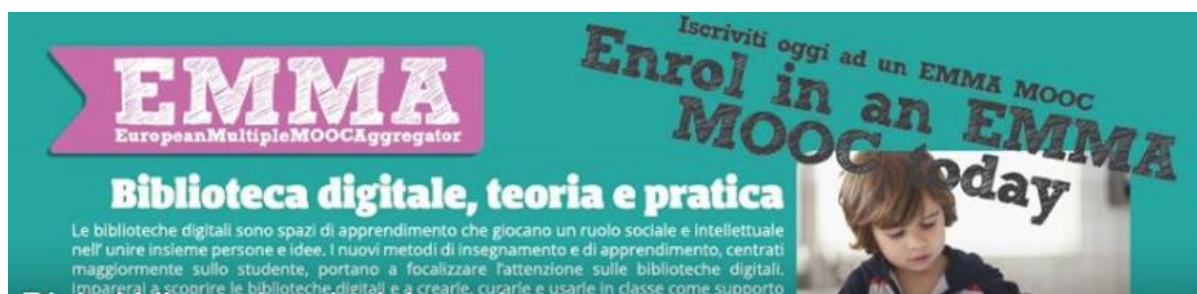 EMMA
EuropeanMultipleMOOCAggregator
Iscriviti oggi ad un EMMA MOOC
Enrol in an EMMA
MOOC today
Biblioteca digitale, teoria e pratica
Le biblioteche digitali sono spazi di apprendimento che giocano un ruolo sociale e intellettuale
nell' unire insieme persone e idee. I nuovi metodi di insegnamento e di apprendimento, centrati
maggiormente sullo studente, portano a focalizzare l'attenzione sulle biblioteche digitali.
Imparerai a scoprire le biblioteche digitali e a crearle, curarle e usarle in classe come supporto